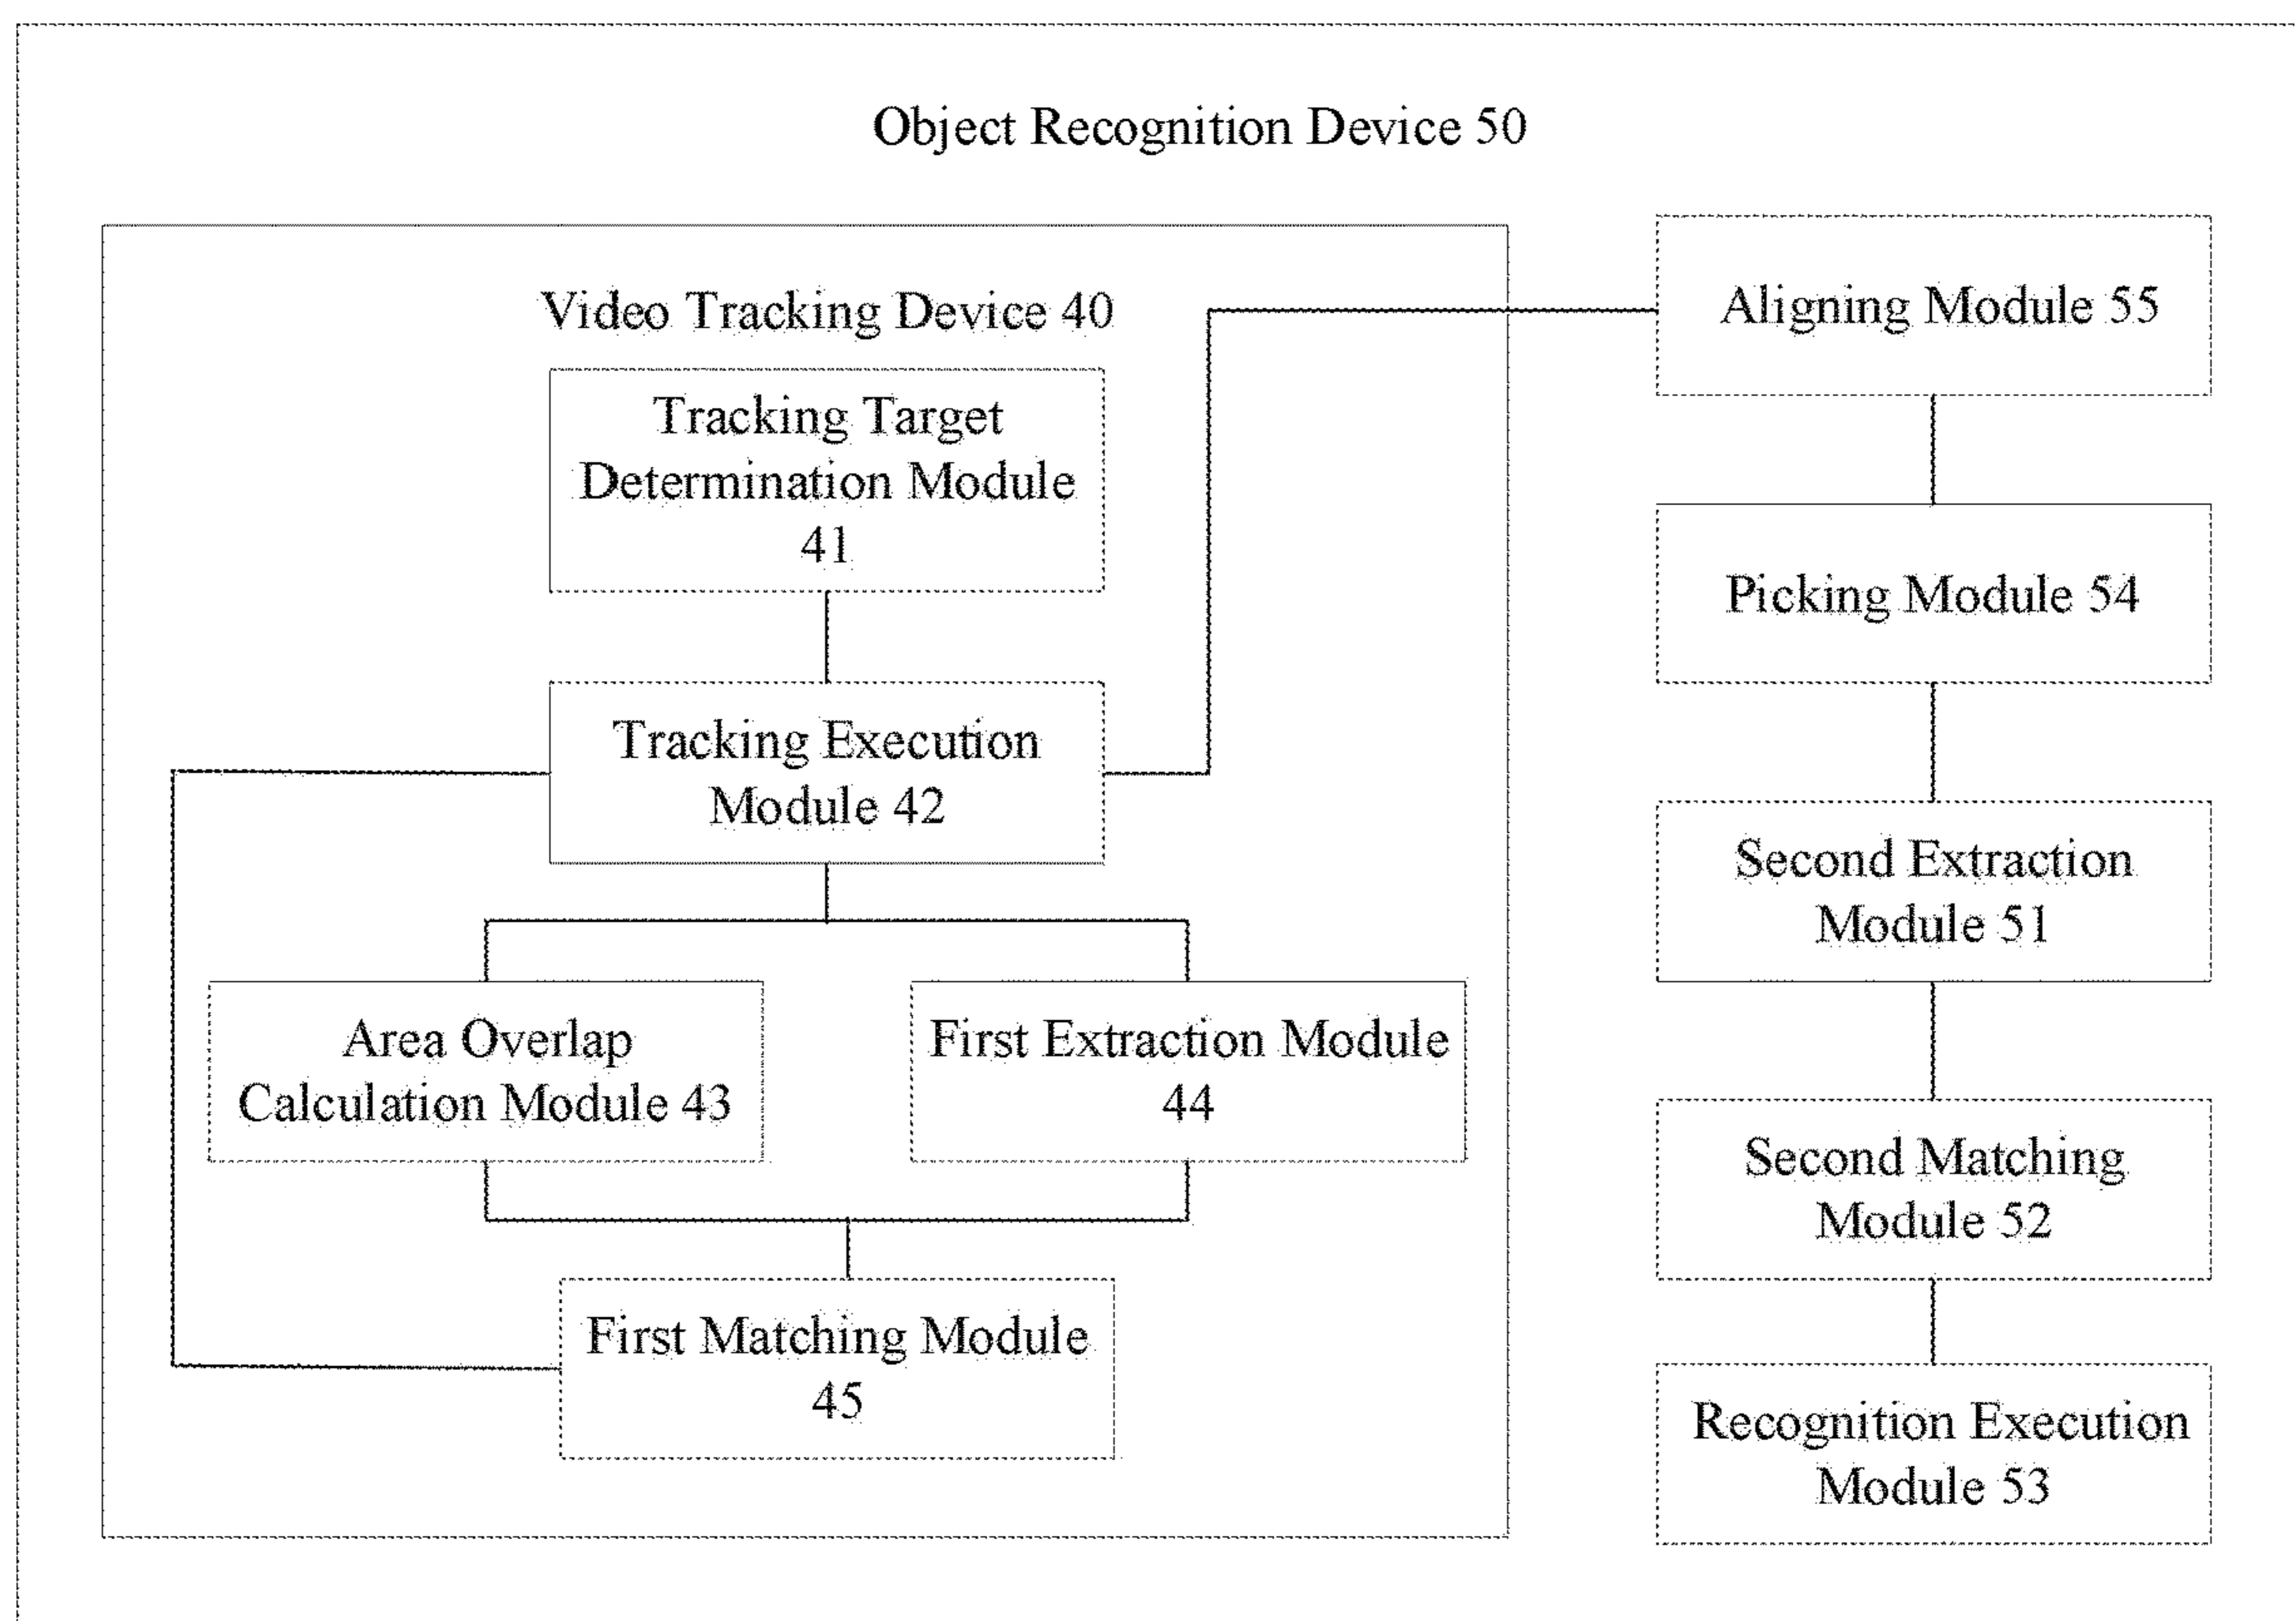 Object Recognition Device 50
Video Tracking Device 40
Tracking Target
Determination Module
41
Tracking Execution
Module 42
Area Overlap
Calculation Module 43
First Extraction Module
44
First Matching Module
45
Aligning Module 55
Picking Module 54
Second Extraction
Module 51
Second Matching
Module 52
Recognition Execution
Module 53